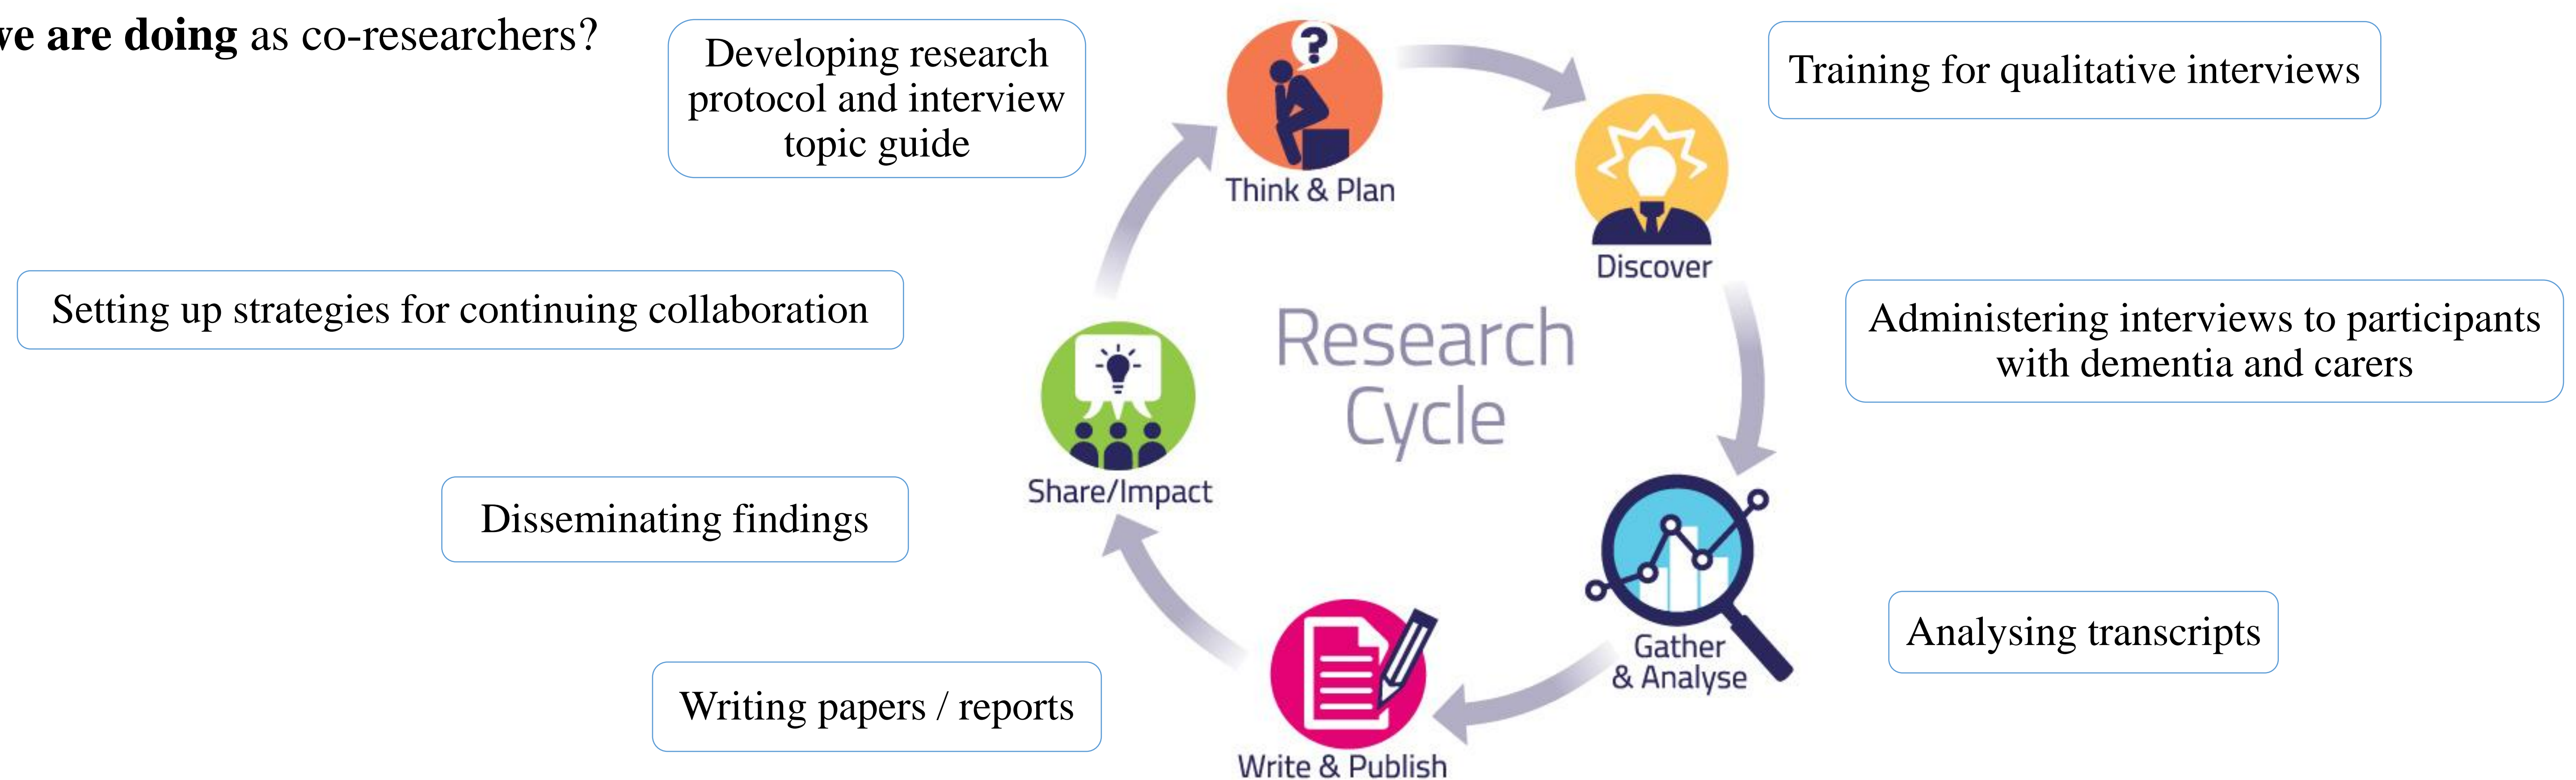 we are doing as co-researchers?
Developing research
protocol and interview
topic guide
?
Training for qualitative interviews
Think & Plan
Discover
Setting up strategies for continuing collaboration
Administering interviews to participants
with dementia and carers
Research
Cycle
Share/Impact
Disseminating findings
Gather
& Analyse
Analysing transcripts
Writing papers / reports
Write & Publish